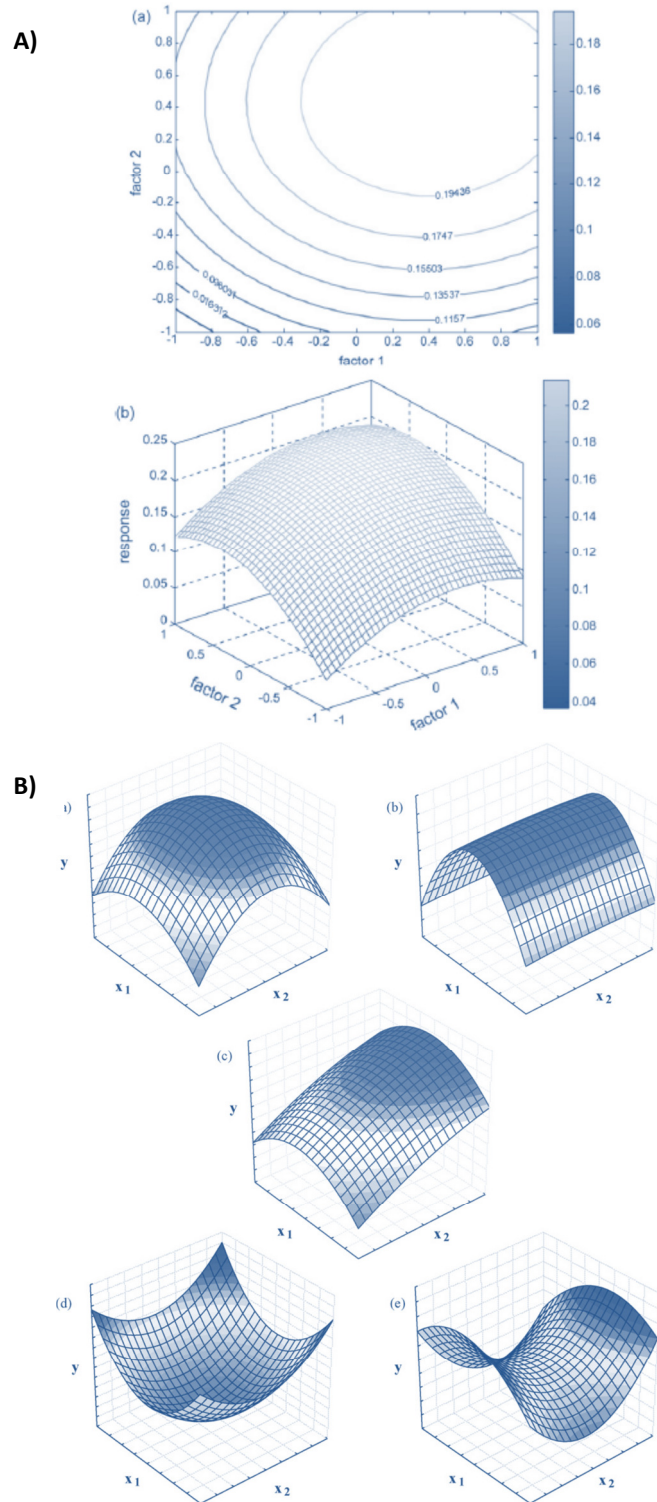 A)
(a)
1
0.8
0.6
0.4
0.2
0
-0.2
-0.4
-0.6
-0.8
-1
factor 2
0.19436
0.1747
0.15503
0.13537
0.1157
-1 -0.8 -0.6 -0.4 -0.2 0 0.2 0.4 0.6 0.8 1
factor 1
0.18
0.16
0.14
0.12
0.1
0.08
0.06
(b)
0.25
0.2
0.15
0.1
0.05
0
response
1
0.5
0
-0.5
-1
factor 2
-1
-0.5
0
0.5
1
factor 1
0.2
0.18
0.16
0.14
0.12
0.1
0.08
0.06
0.04
B)
y
x1
x2
(b)
y
x1
x2
(c)
y
x1
x2
(d)
y
x1
x2
(e)
y
x1
x2